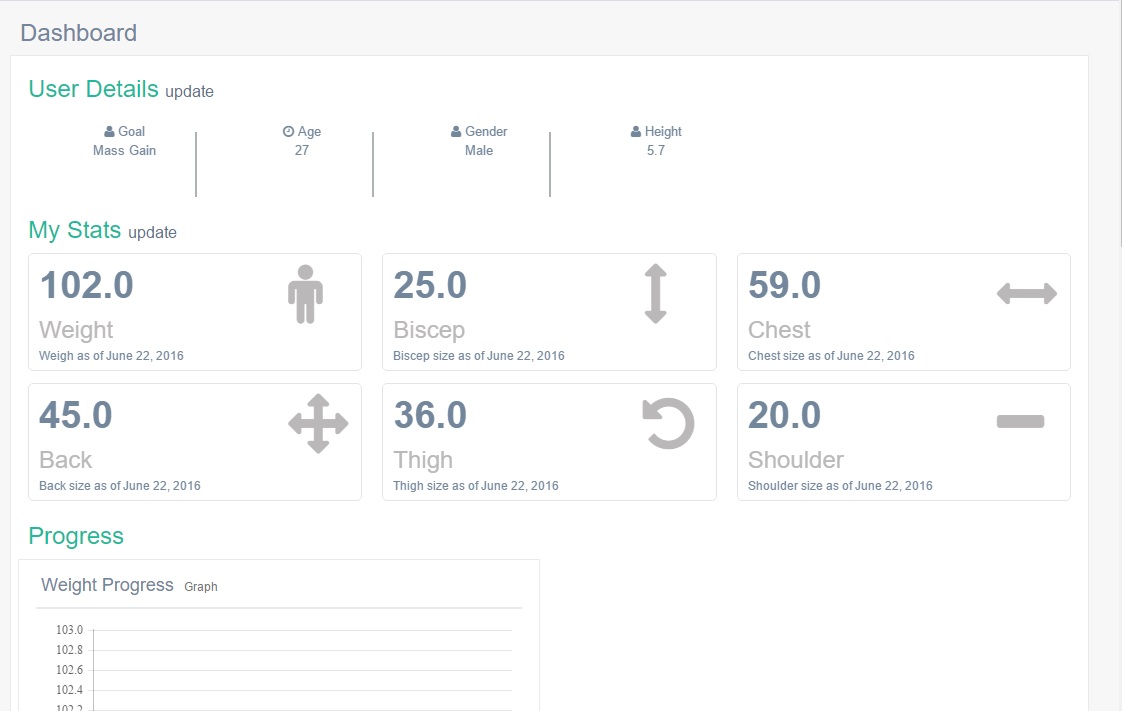 Dashboard
User Details update
Goal
Mass Gain
Age
27
Gender
Male
Height
5.7
My Stats update
102.0
Weight
Weigh as of June 22, 2016
25.0
Biscep
Biscep size as of June 22, 2016
59.0
Chest
Chest size as of June 22, 2016
45.0
Back
Back size as of June 22, 2016
36.0
Thigh
Thigh size as of June 22, 2016
20.0
Shoulder
Shoulder size as of June 22, 2016
Progress
Weight Progress Graph
103.0
102.8
102.6
102.4
102.2